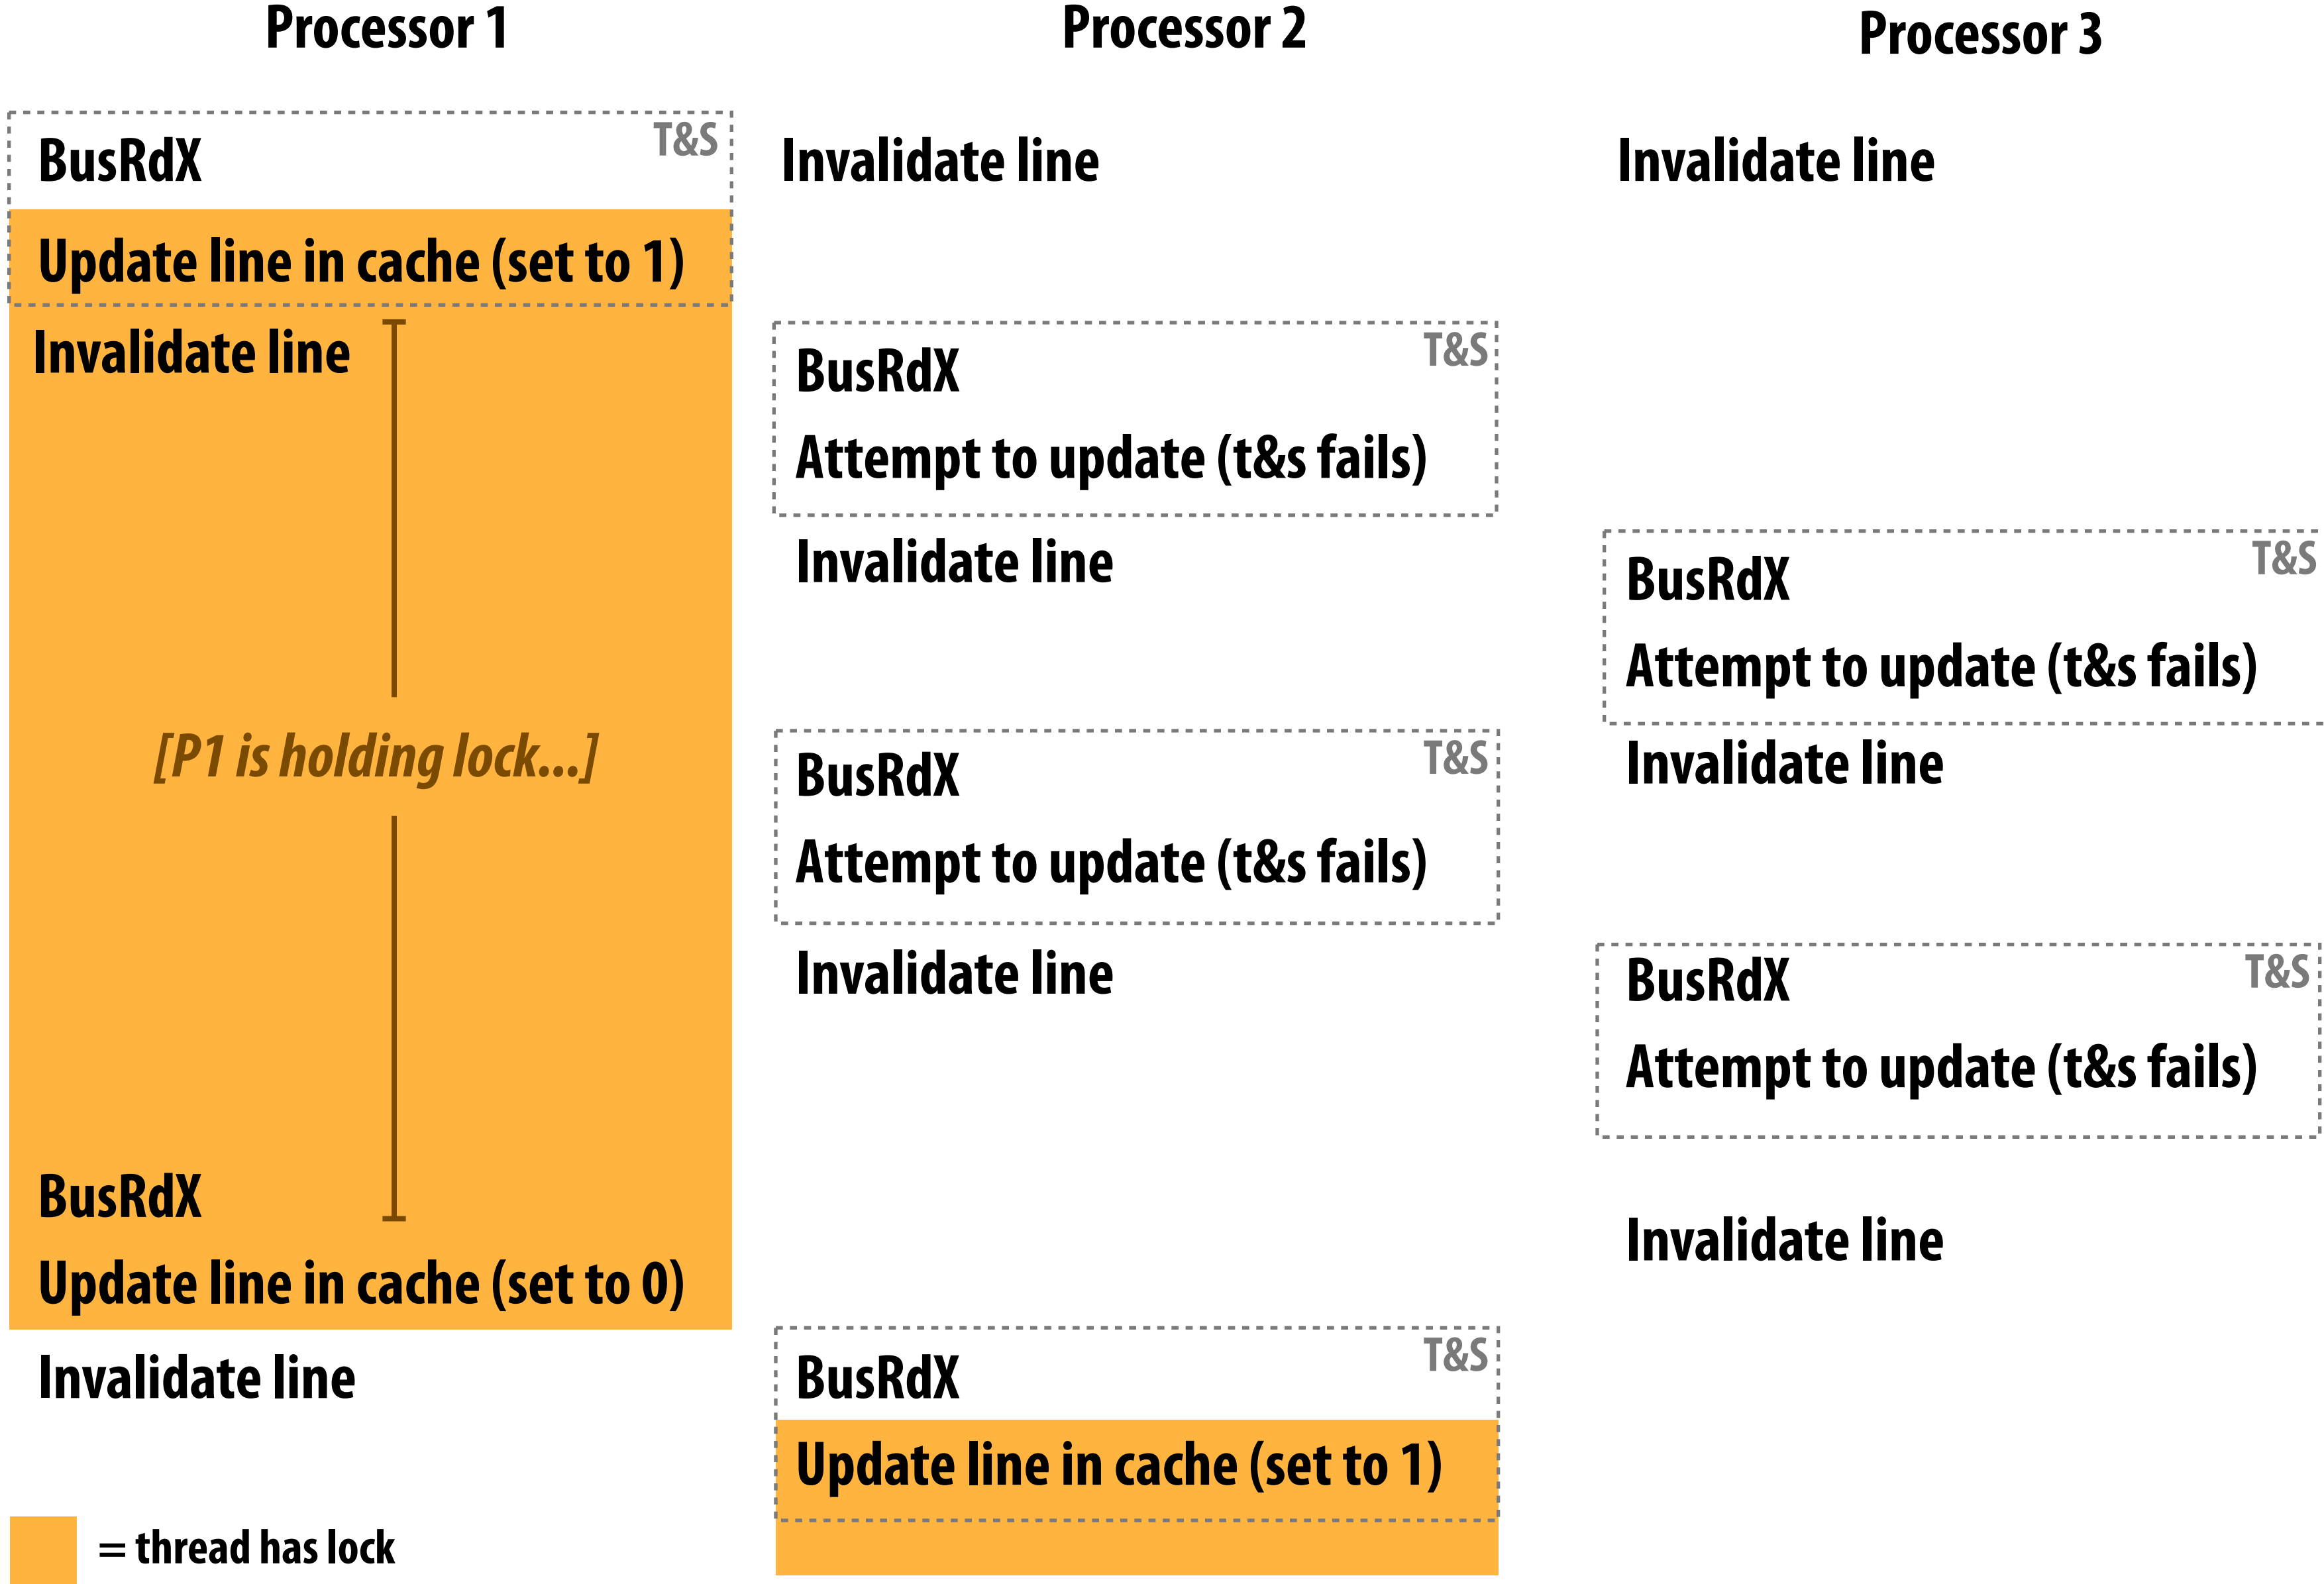 Processor 1
Processor 2
Processor 3
BusRdX
T&S
Update line in cache (set to 1)
Invalidate line
[P1 is holding lock...]
BusRdX
Update line in cache (set to 0)
Invalidate line
Invalidate line
T&S
BusRdX
Attempt to update (t&s fails)
Invalidate line
T&S
BusRdX
Attempt to update (t&s fails)
Invalidate line
T&S
BusRdX
Update line in cache (set to 1)
Invalidate line
T&S
BusRdX
Attempt to update (t&s fails)
Invalidate line
T&S
BusRdX
Attempt to update (t&s fails)
Invalidate line
= thread has lock